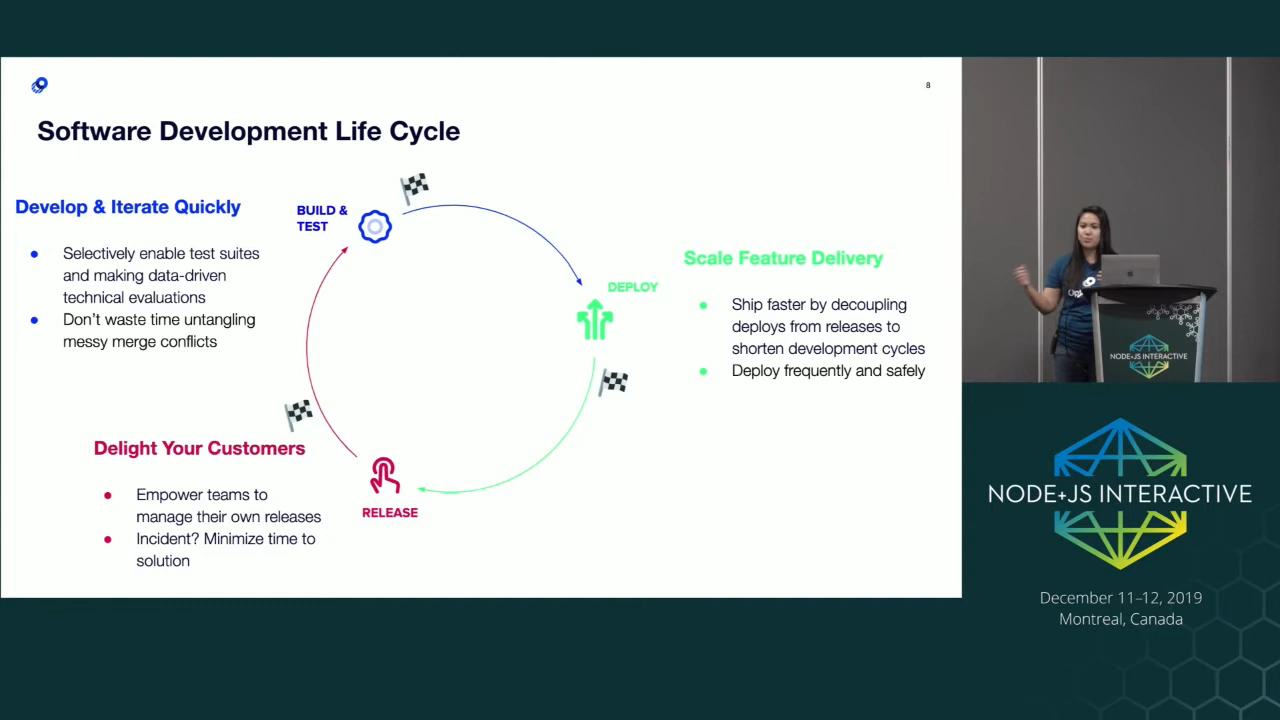 8
Software Development Life Cycle
Develop & Iterate Quickly
Selectively enable test suites
and making data-driven
technical evaluations
Don't waste time untangling
messy merge conflicts
BUILD &
TEST
DEPLOY
Scale Feature Delivery
Ship faster by decoupling
deploys from releases to
shorten development cycles
Deploy frequently and safely
Delight Your Customers
Empower teams to
manage their own releases
Incident? Minimize time to
solution
RELEASE
NODE+JS INTERACTIVE
NODE+JS INTERACTIVE
December 11–12, 2019
Montreal, Canada